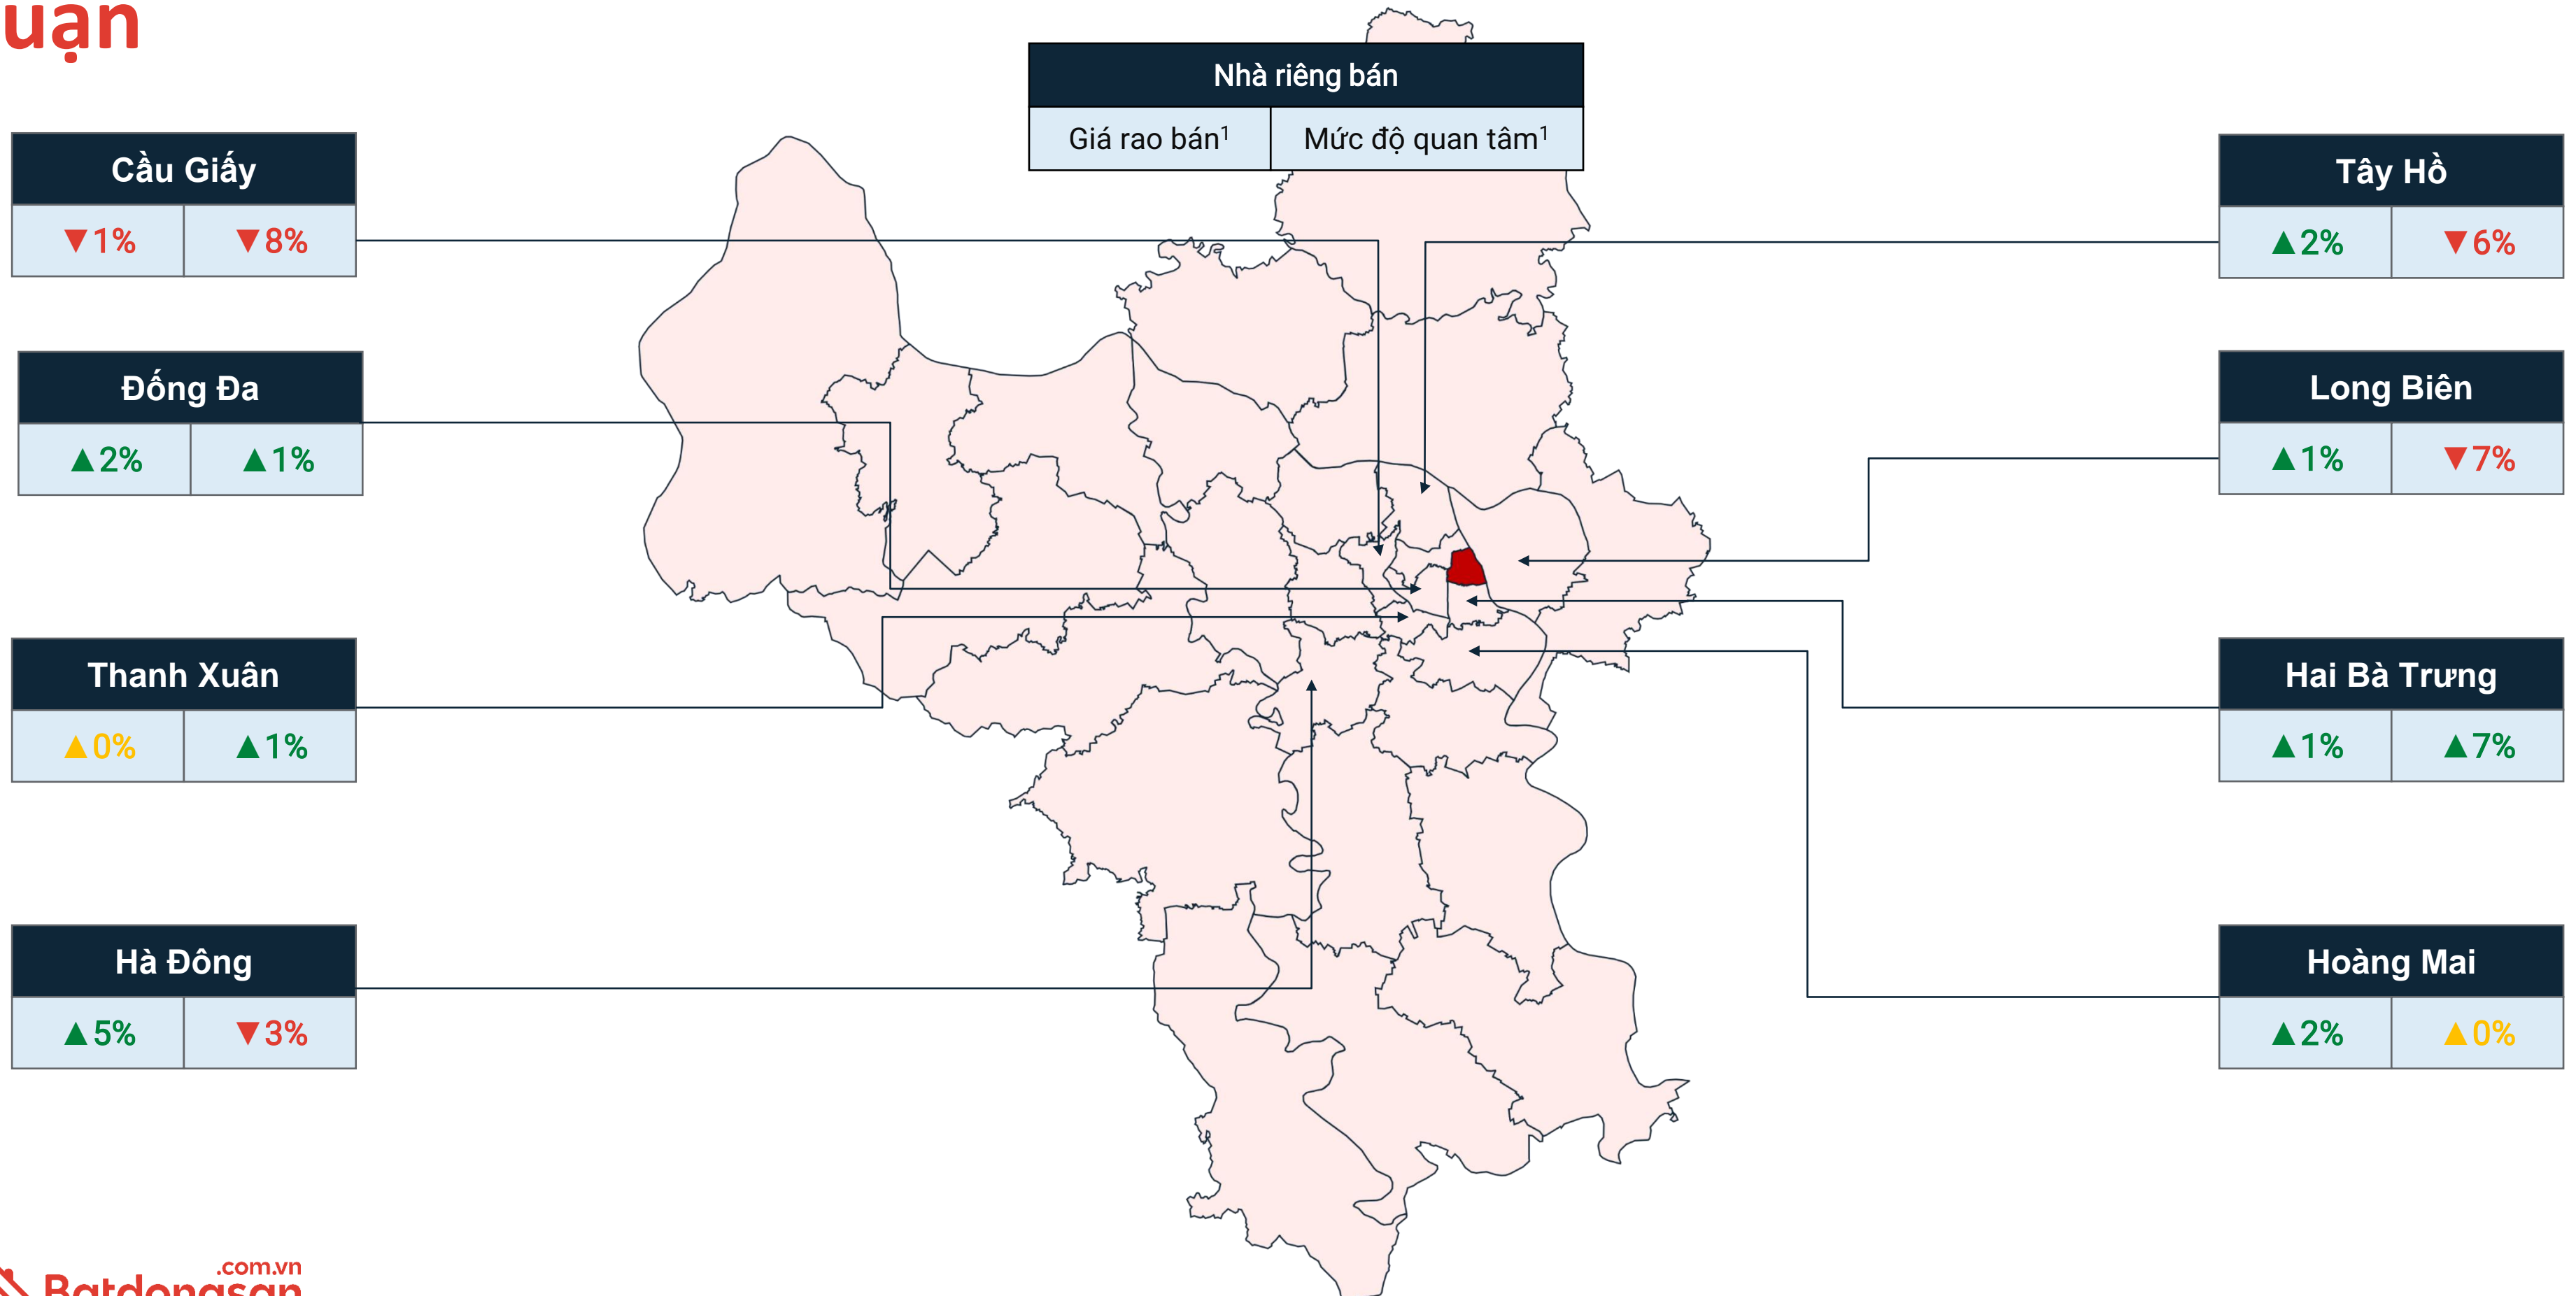 uạn
Nhà riêng bán
Giá rao bán¹ Mức độ quan tâm¹
Cầu Giấy
▼1% ▼8%
Tây Hồ
▲2% ▼6%
Đống Đa
▲2% ▲1%
Long Biên
▲1% ▼7%
Thanh Xuân
▲0% ▲1%
Hai Bà Trưng
▲1% ▲7%
Hà Đông
▲5% ▼3%
Hoàng Mai
▲2% ▲0%
.com.vn
Batdongsan